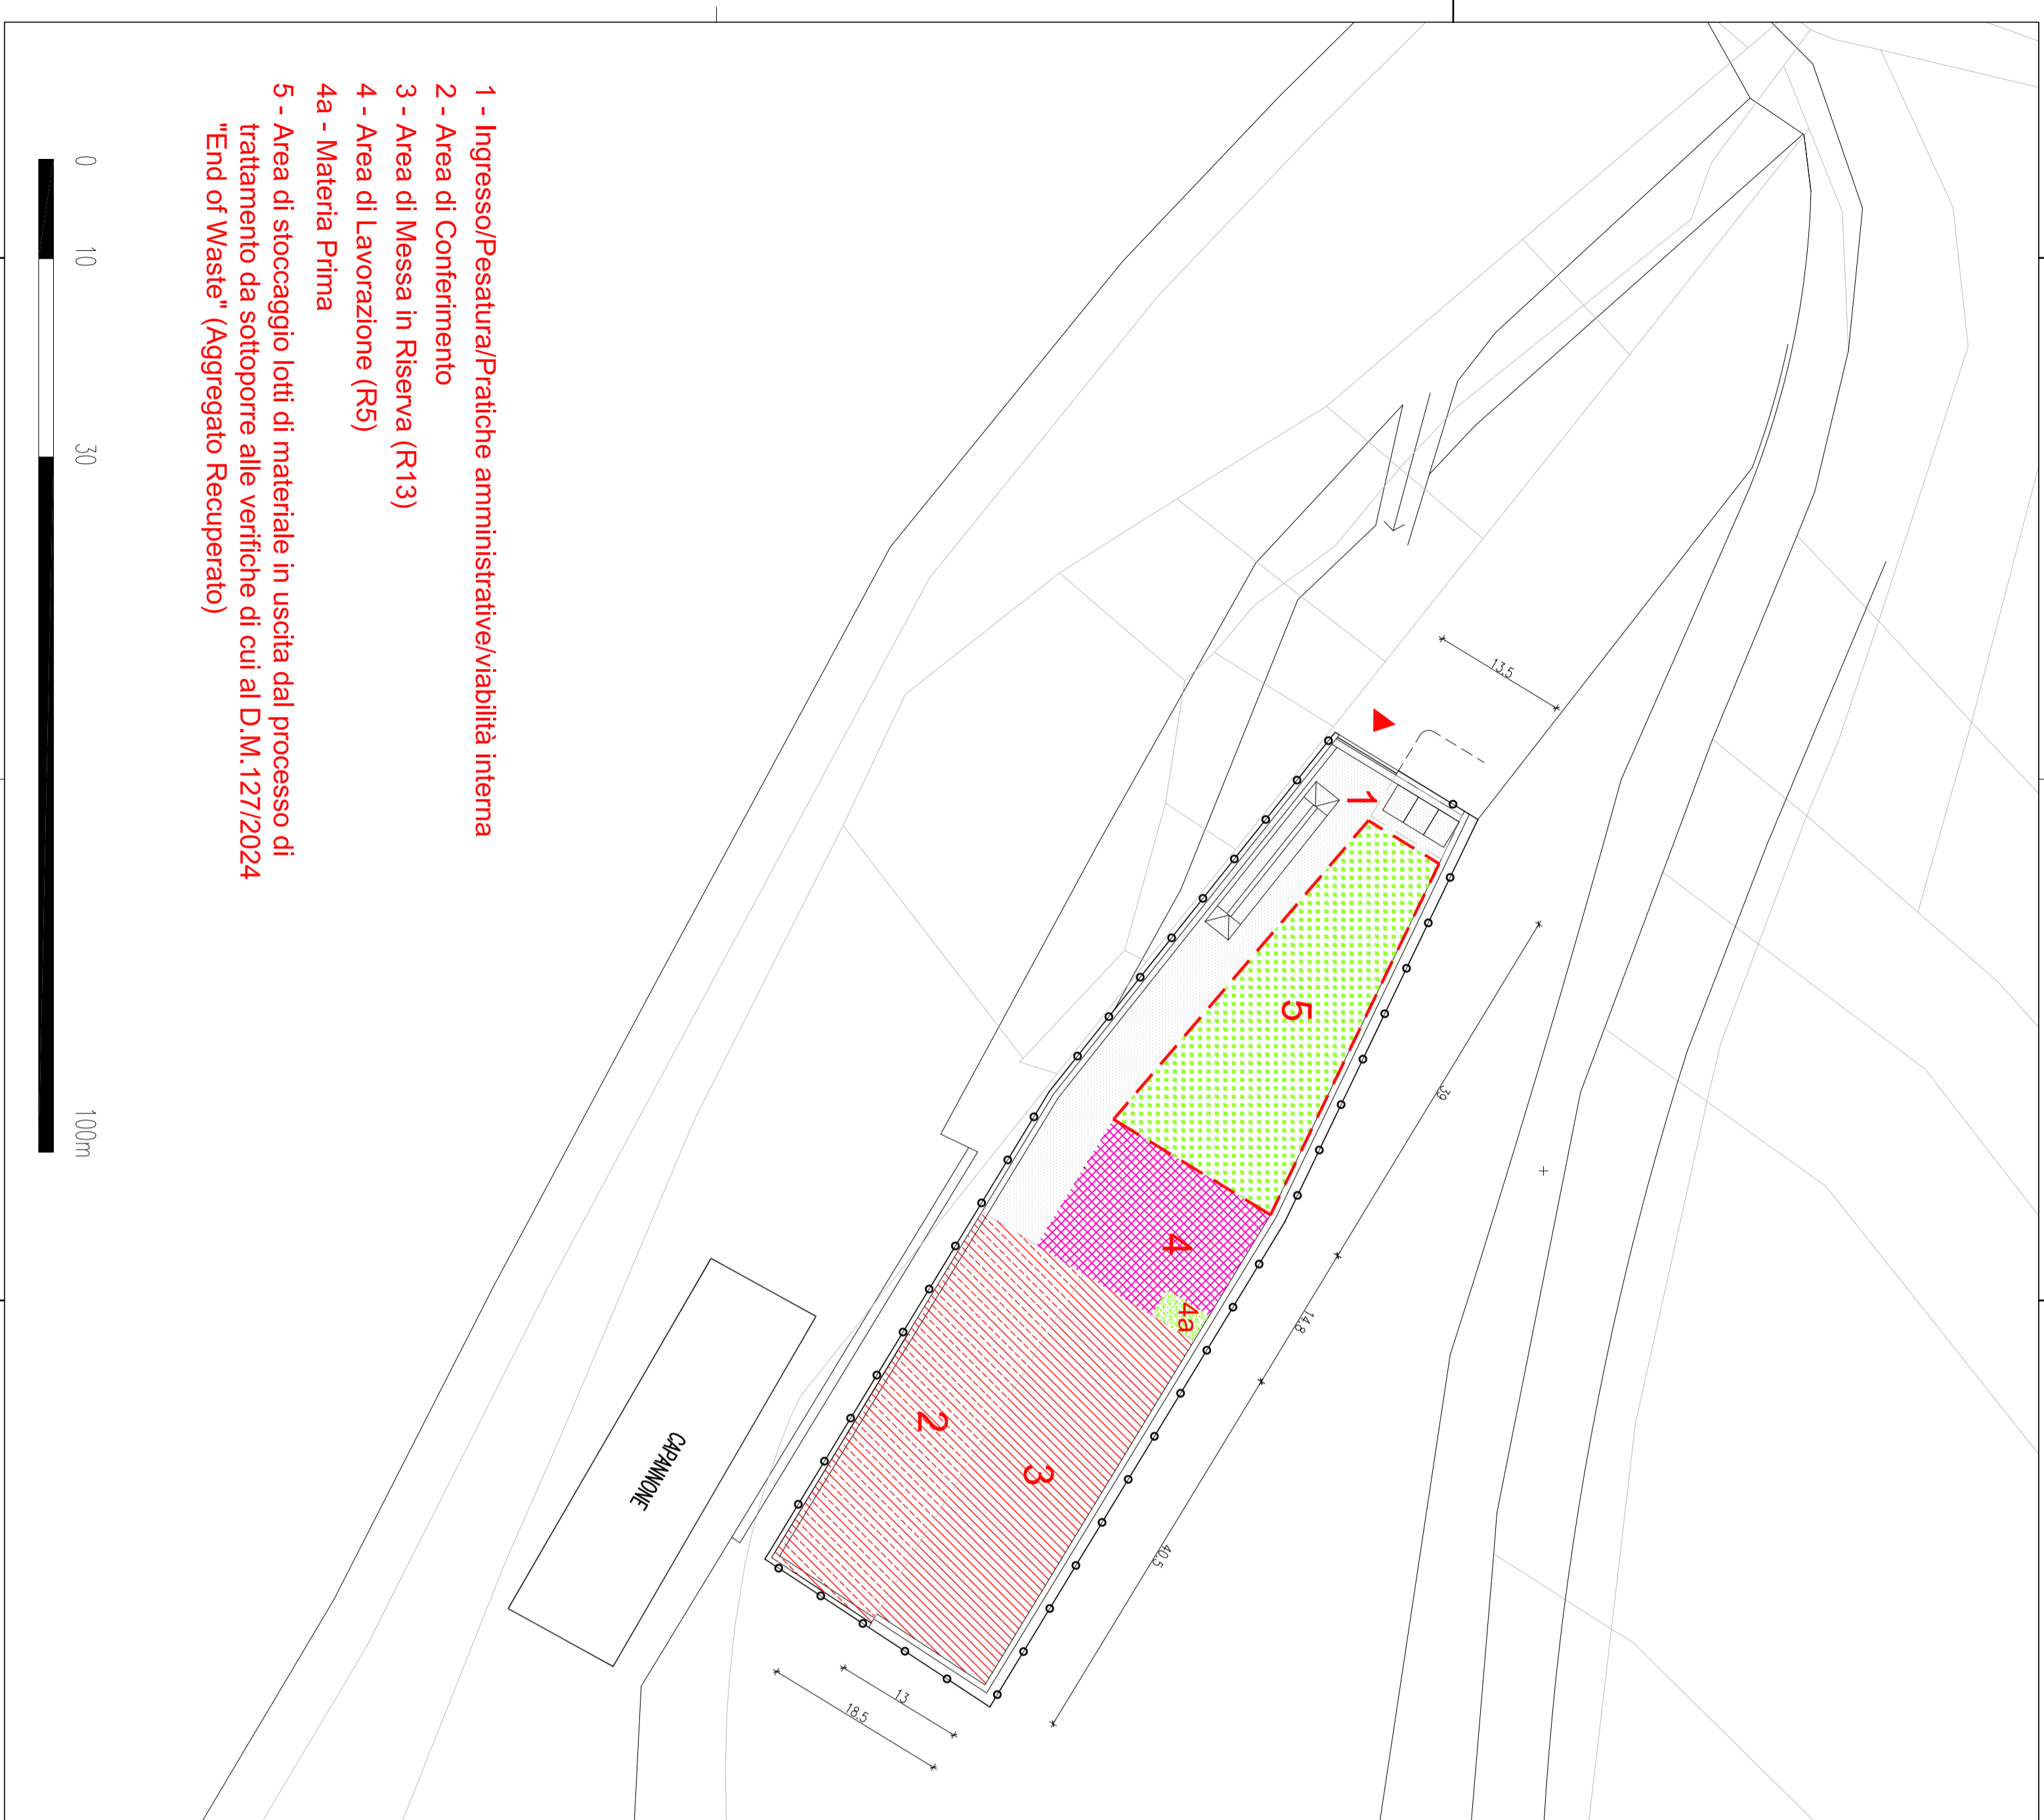 1 - Ingresso/Pesatura/Pratiche amministrative/viabilità interna
2 - Area di Conferimento
3 - Area di Messa in Riserva (R13)
4 - Area di Lavorazione (R5)
4a - Materia Prima
5 - Area di stoccaggio lotti di materiale in uscita dal processo di
trattamento da sottoporre alle verifiche di cui al D.M.127/2024
"End of Waste" (Aggregato Recuperato)
0 10 30 100m
13.5
1
5
39
4
4a
14.8
2
3
40.5
13
18.5
CAPANNONE